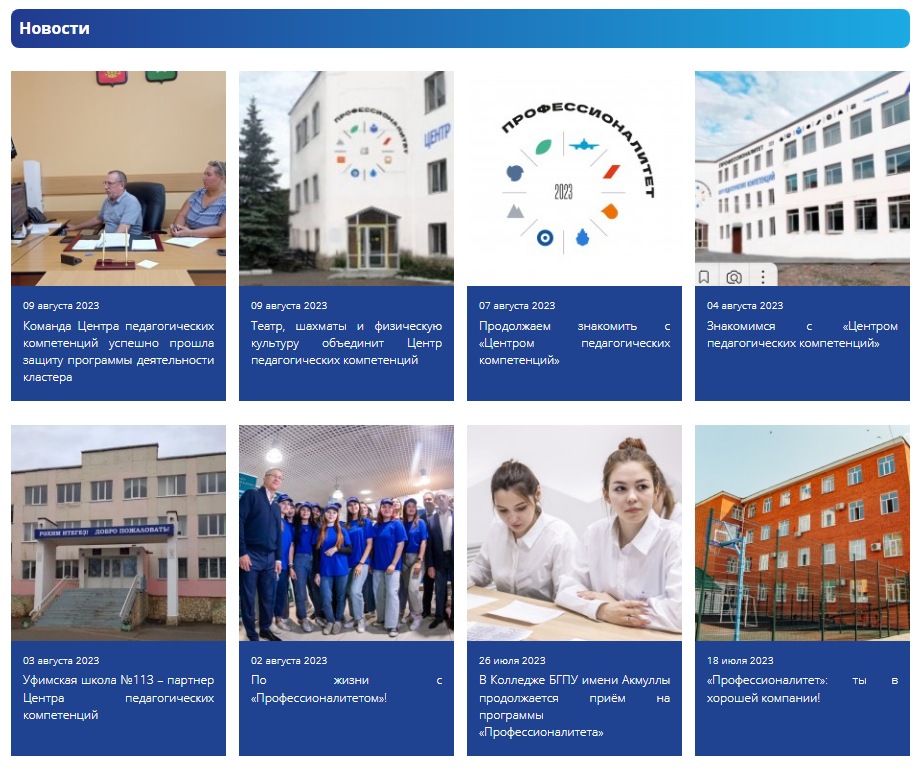 Новости
ПРОФЕССИОНАЛИТЕТ
ЦЕНТР
ПРОФЕССИОНАЛИТЕТ
2023
ПРОФЕССИОНАЛИТЕТ
09 августа 2023
Команда Центра педагогических
компетенций успешно прошла
защиту программы деятельности
кластера
09 августа 2023
Театр, шахматы и физическую
культуру объединит Центр
педагогических компетенций
07 августа 2023
Продолжаем знакомить с
«Центром педагогических
компетенций»
04 августа 2023
Знакомимся с «Центром
педагогических компетенций»
РӘХИМ ИТЕГЕҘ! ДОБРО ПОЖАЛОВАТЬ!
03 августа 2023
Уфимская школа №113 – партнер
Центра педагогических
компетенций
02 августа 2023
По жизни с
«Профессионалитетом»!
26 июля 2023
В Колледже БГПУ имени Акмуллы
продолжается приём на
программы
«Профессионалитета»
18 июля 2023
«Профессионалитет»: ты в
хорошей компании!